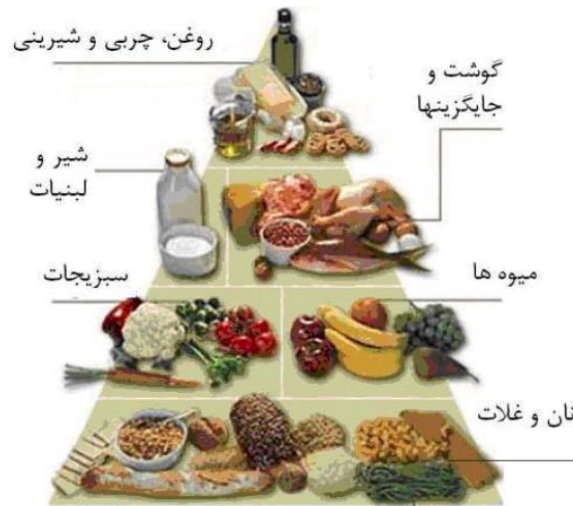 روغن، چربی و شیرینی
گوشت و
جایگزینها
شیر و
لبنیات
میوه ها
سبزیجات
نان و غلات